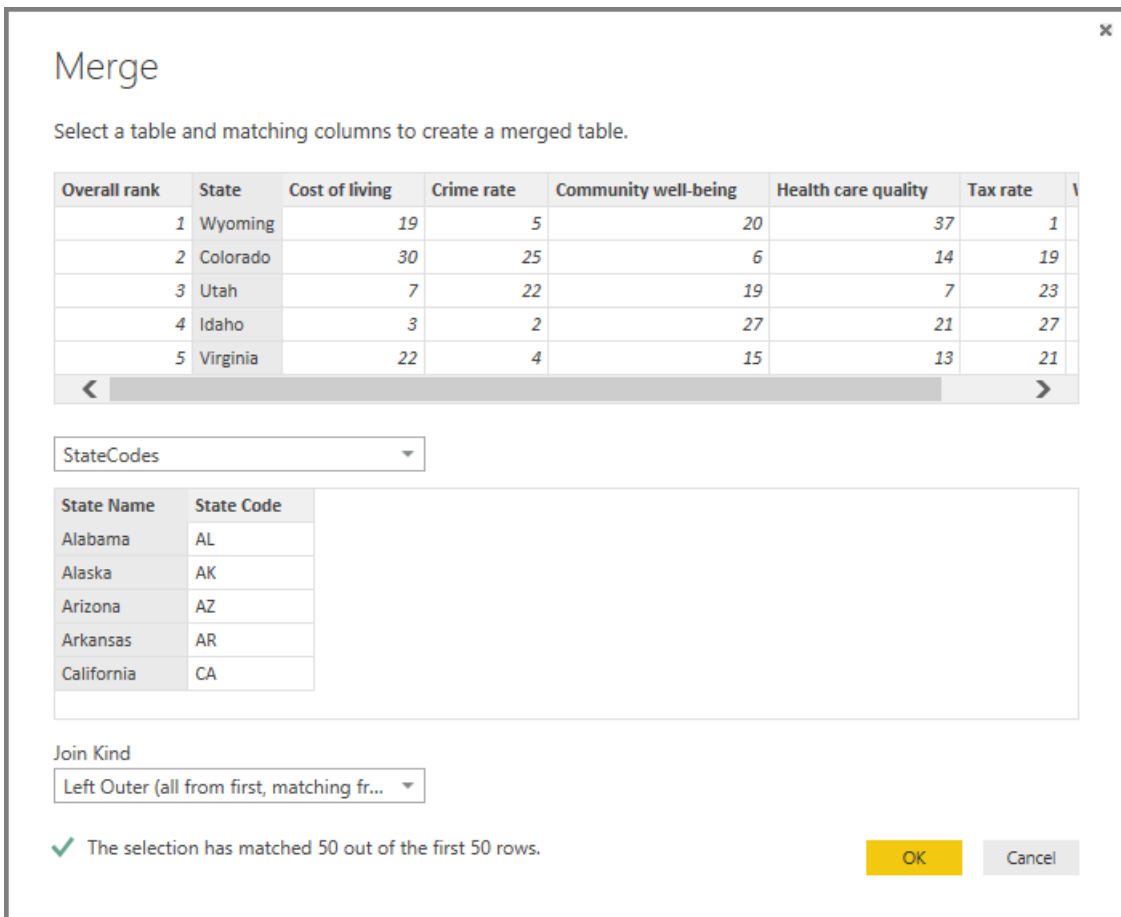 Merge
Select a table and matching columns to create a merged table.
Overall rank State Cost of living Crime rate Community well-being Health care quality Tax rate
1 Wyoming 19 5 20 37 1
2 Colorado 30 25 6 14 19
3 Utah 7 22 19 7 23
4 Idaho 3 2 27 21 27
5 Virginia 22 4 15 13 21
StateCodes
State Name State Code
Alabama AL
Alaska AK
Arizona AZ
Arkansas AR
California CA
Join Kind
Left Outer (all from first, matching fr...
The selection has matched 50 out of the first 50 rows.
OK Cancel